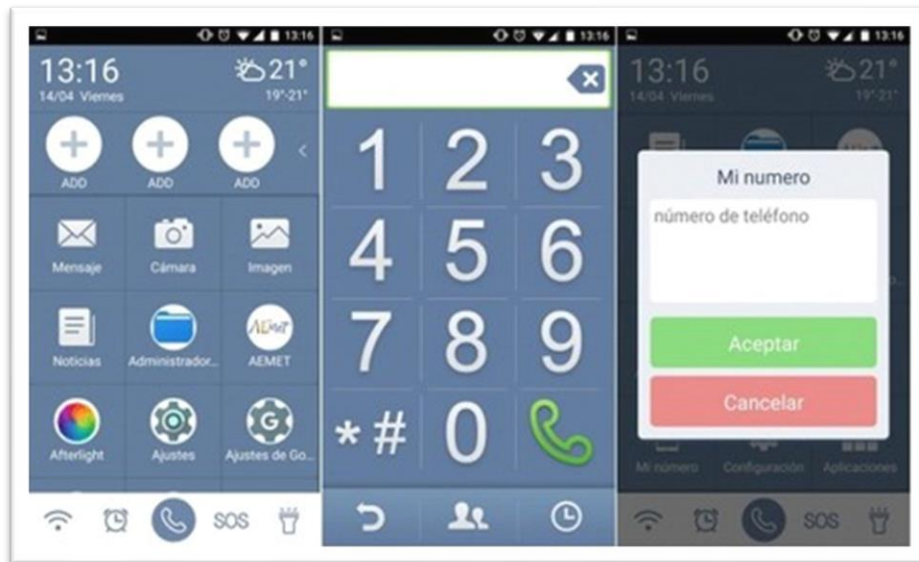 13:16
13:16
21°
14/04 Viernes
19°-21°
ADD
ADD
ADD
Mensaje
Cámara
Imagen
Noticias
Administrador...
AEMET
AEMET
Afterlight
Ajustes
G
Ajustes de Go...
SOS
13:16
1 2 3
4 5 6
7 8 9
*# 0
13:16
13:16
21°
14/04 Viernes
19°-21°
Mi numero
número de teléfono
Aceptar
Cancelar
Mi número
Configuración
Aplicaciones
SOS